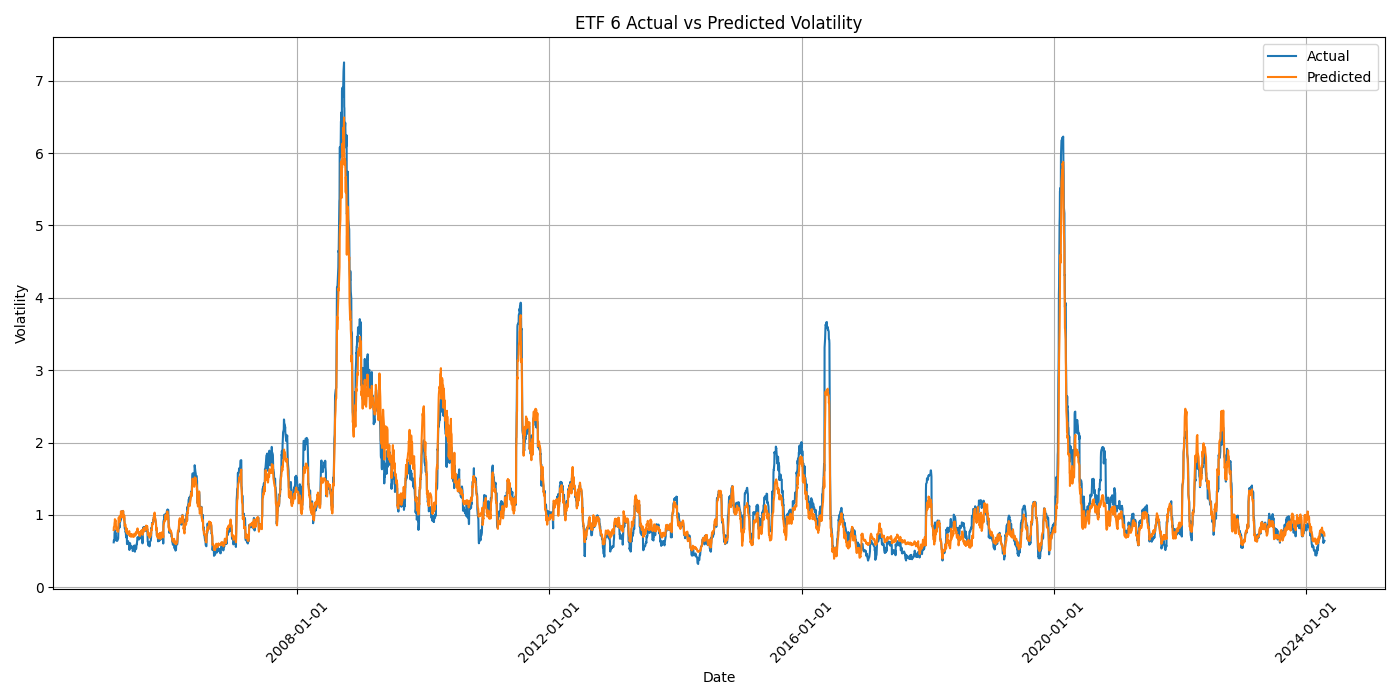 ETF 6 Actual vs Predicted Volatility
Actual
Predicted
Volatility
7
6
5
4
3
2
1
0
2008-01-01
2012-01-01
2016-01-01
2020-01-01
2024-01-01
Date